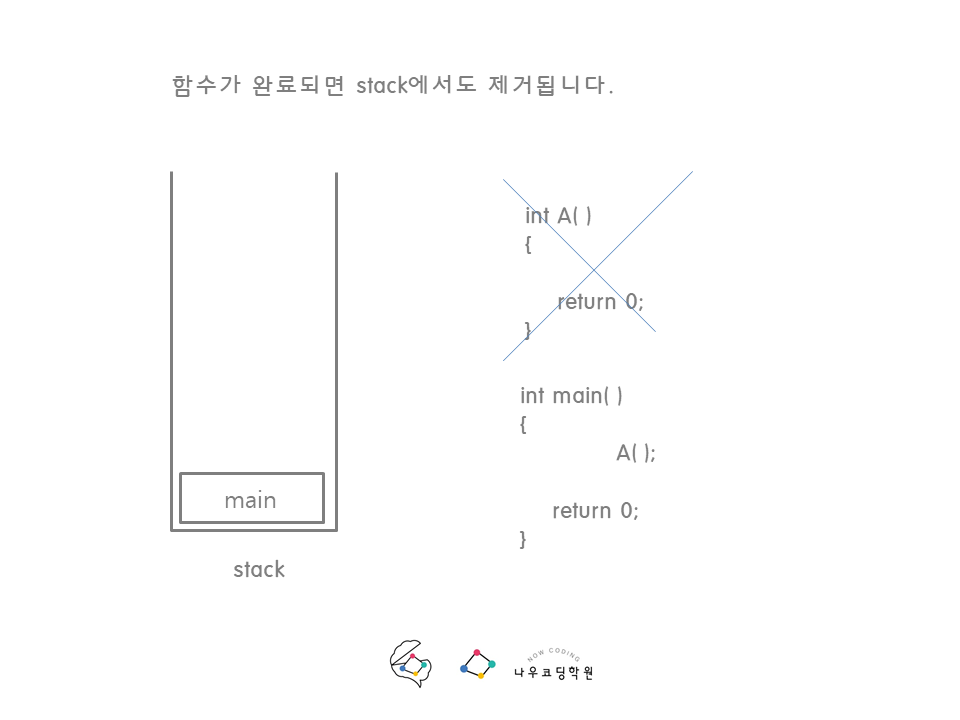 함수가 완료되면 stack에서도 제거됩니다.
int A( )
{
return 0;
}
int main( )
{
A( );
return 0;
}
main
stack
NOW CODING
나우코딩학원